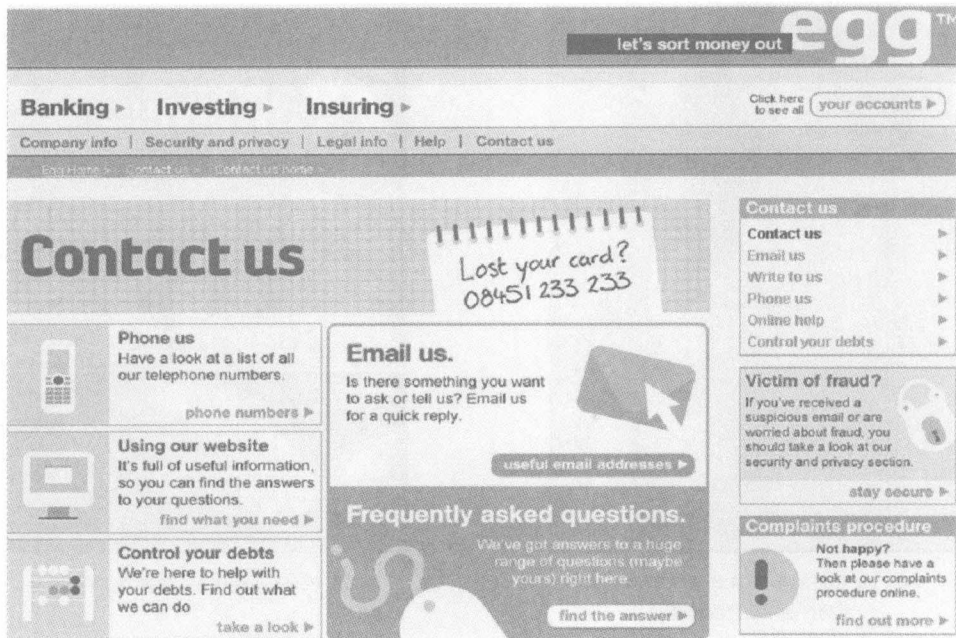 egg™
let's sort money out
Banking Investing Insuring
Click here
to see all
your accounts
Company info | Security and privacy | Legal info | Help | Contact us
Egg Home > Contact us > Contact us home >
Contact us
Lost your card?
08451 233 233
Phone us
Have a look at a list of all
our telephone numbers.
phone numbers
Using our website
It's full of useful information,
so you can find the answers
to your questions.
find what you need
Control your debts
We're here to help with
your debts. Find out what
we can do
take a look
Email us.
Is there something you want
to ask or tell us? Email us
for a quick reply.
useful email addresses
Frequently asked questions.
We've got answers to a huge
range of questions (maybe
yours) right here.
find the answer
Contact us
Contact us
Email us
Write to us
Phone us
Online help
Control your debts
Victim of fraud?
If you've received a
suspicious email or are
worried about fraud, you
should take a look at our
security and privacy section.
stay secure
Complaints procedure
Not happy?
Then please have a
look at our complaints
procedure online.
find out more